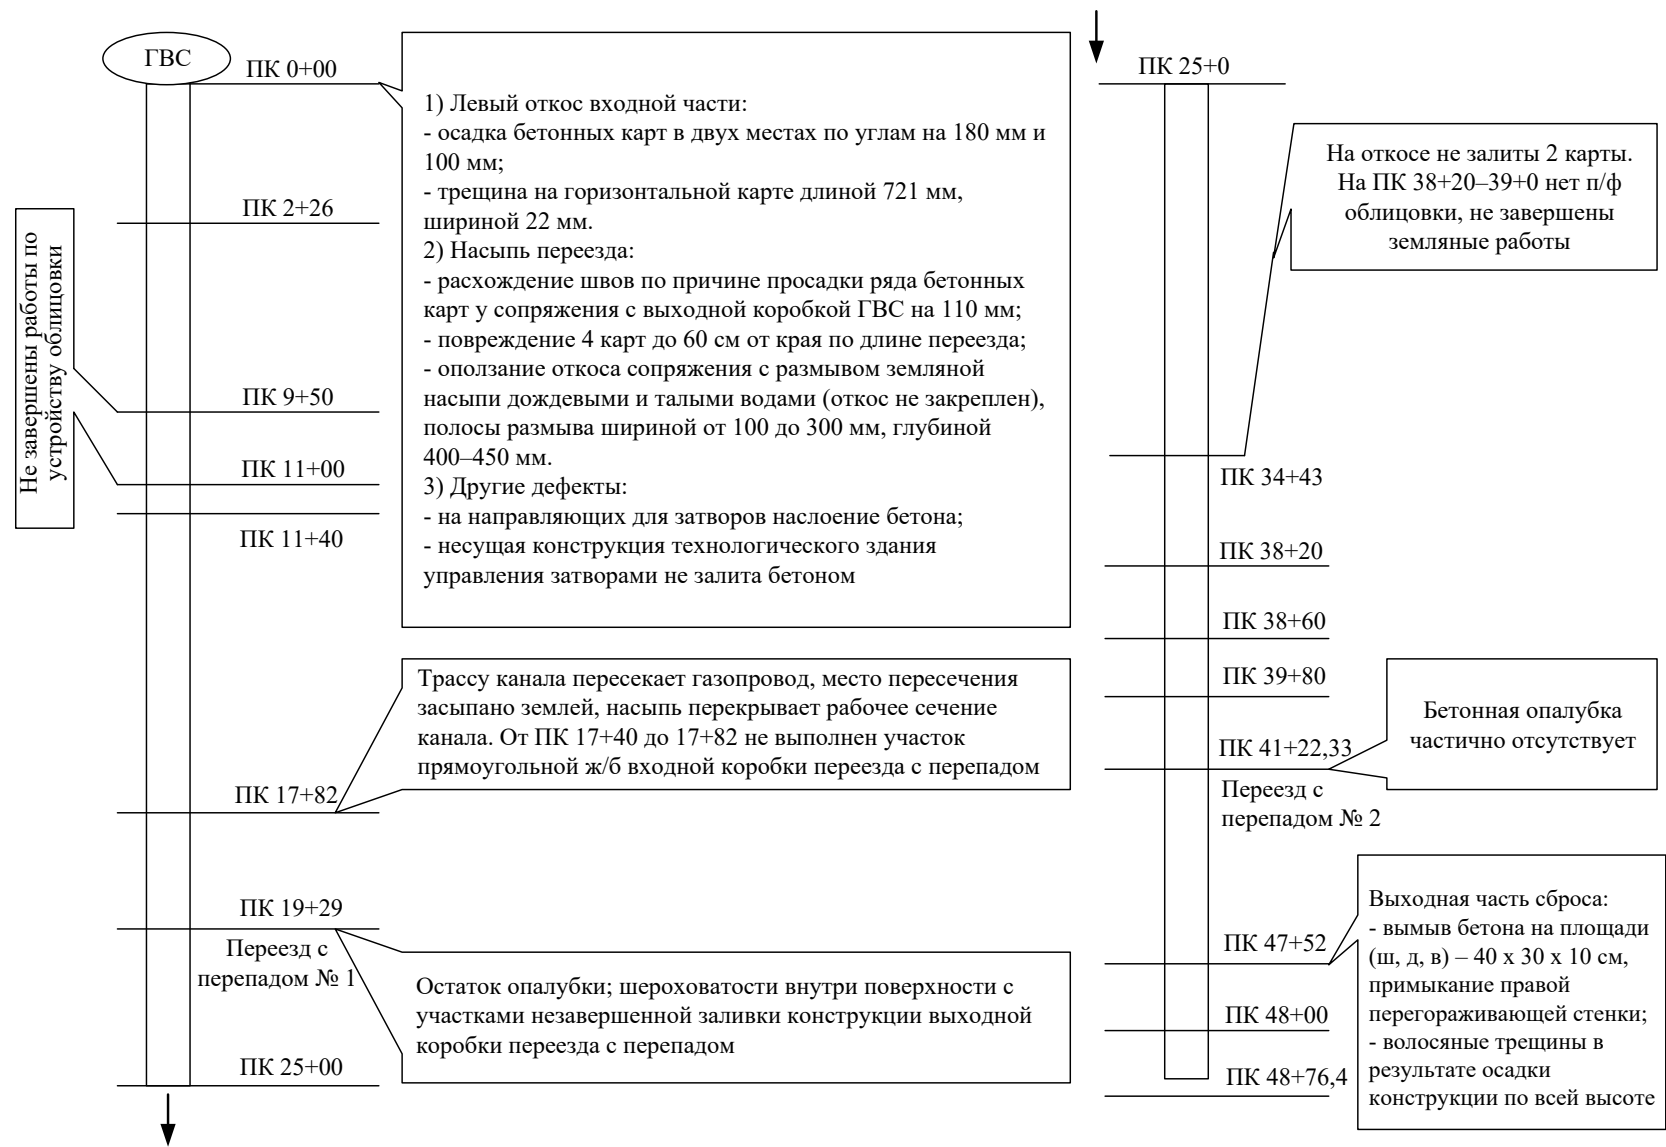 ГВС
ПК 0+00
ПК 2+26
Не завершены работы по
устройству облицовки
ПК 9+50
ПК 11+00
ПК 11+40
ПК 17+82
ПК 19+29
Переезд с
перепадом № 1
ПК 25+00
1) Левый откос входной части:
- осадка бетонных карт в двух местах по углам на 180 мм и
100 мм;
- трещина на горизонтальной карте длиной 721 мм,
шириной 22 мм.
2) Насыпь переезда:
- расхождение швов по причине просадки ряда бетонных
карт у сопряжения с выходной коробкой ГВС на 110 мм;
- повреждение 4 карт до 60 см от края по длине переезда;
- оползание откоса сопряжения с размывом земляной
насыпи дождевыми и талыми водами (откос не закреплен),
полосы размыва шириной от 100 до 300 мм, глубиной
400–450 мм.
3) Другие дефекты:
- на направляющих для затворов наслоение бетона;
- несущая конструкция технологического здания
управления затворами не залита бетоном
Трассу канала пересекает газопровод, место пересечения
засыпано землей, насыпь перекрывает рабочее сечение
канала. От ПК 17+40 до 17+82 не выполнен участок
прямоугольной ж/б входной коробки переезда с перепадом
Остаток опалубки; шероховатости внутри поверхности с
участками незавершенной заливки конструкции выходной
коробки переезда с перепадом
ПК 25+0
На откосе не залиты 2 карты.
На ПК 38+20–39+0 нет п/ф
облицовки, не завершены
земляные работы
ПК 34+43
ПК 38+20
ПК 38+60
ПК 39+80
ПК 41+22,33
Переезд с
перепадом № 2
Бетонная опалубка
частично отсутствует
ПК 47+52
ПК 48+00
ПК 48+76,4
Выходная часть сброса:
- вымыв бетона на площади
(ш, д, в) – 40 х 30 х 10 см,
примыкание правой
перегораживающей стенки;
- волосяные трещины в
результате осадки
конструкции по всей высоте